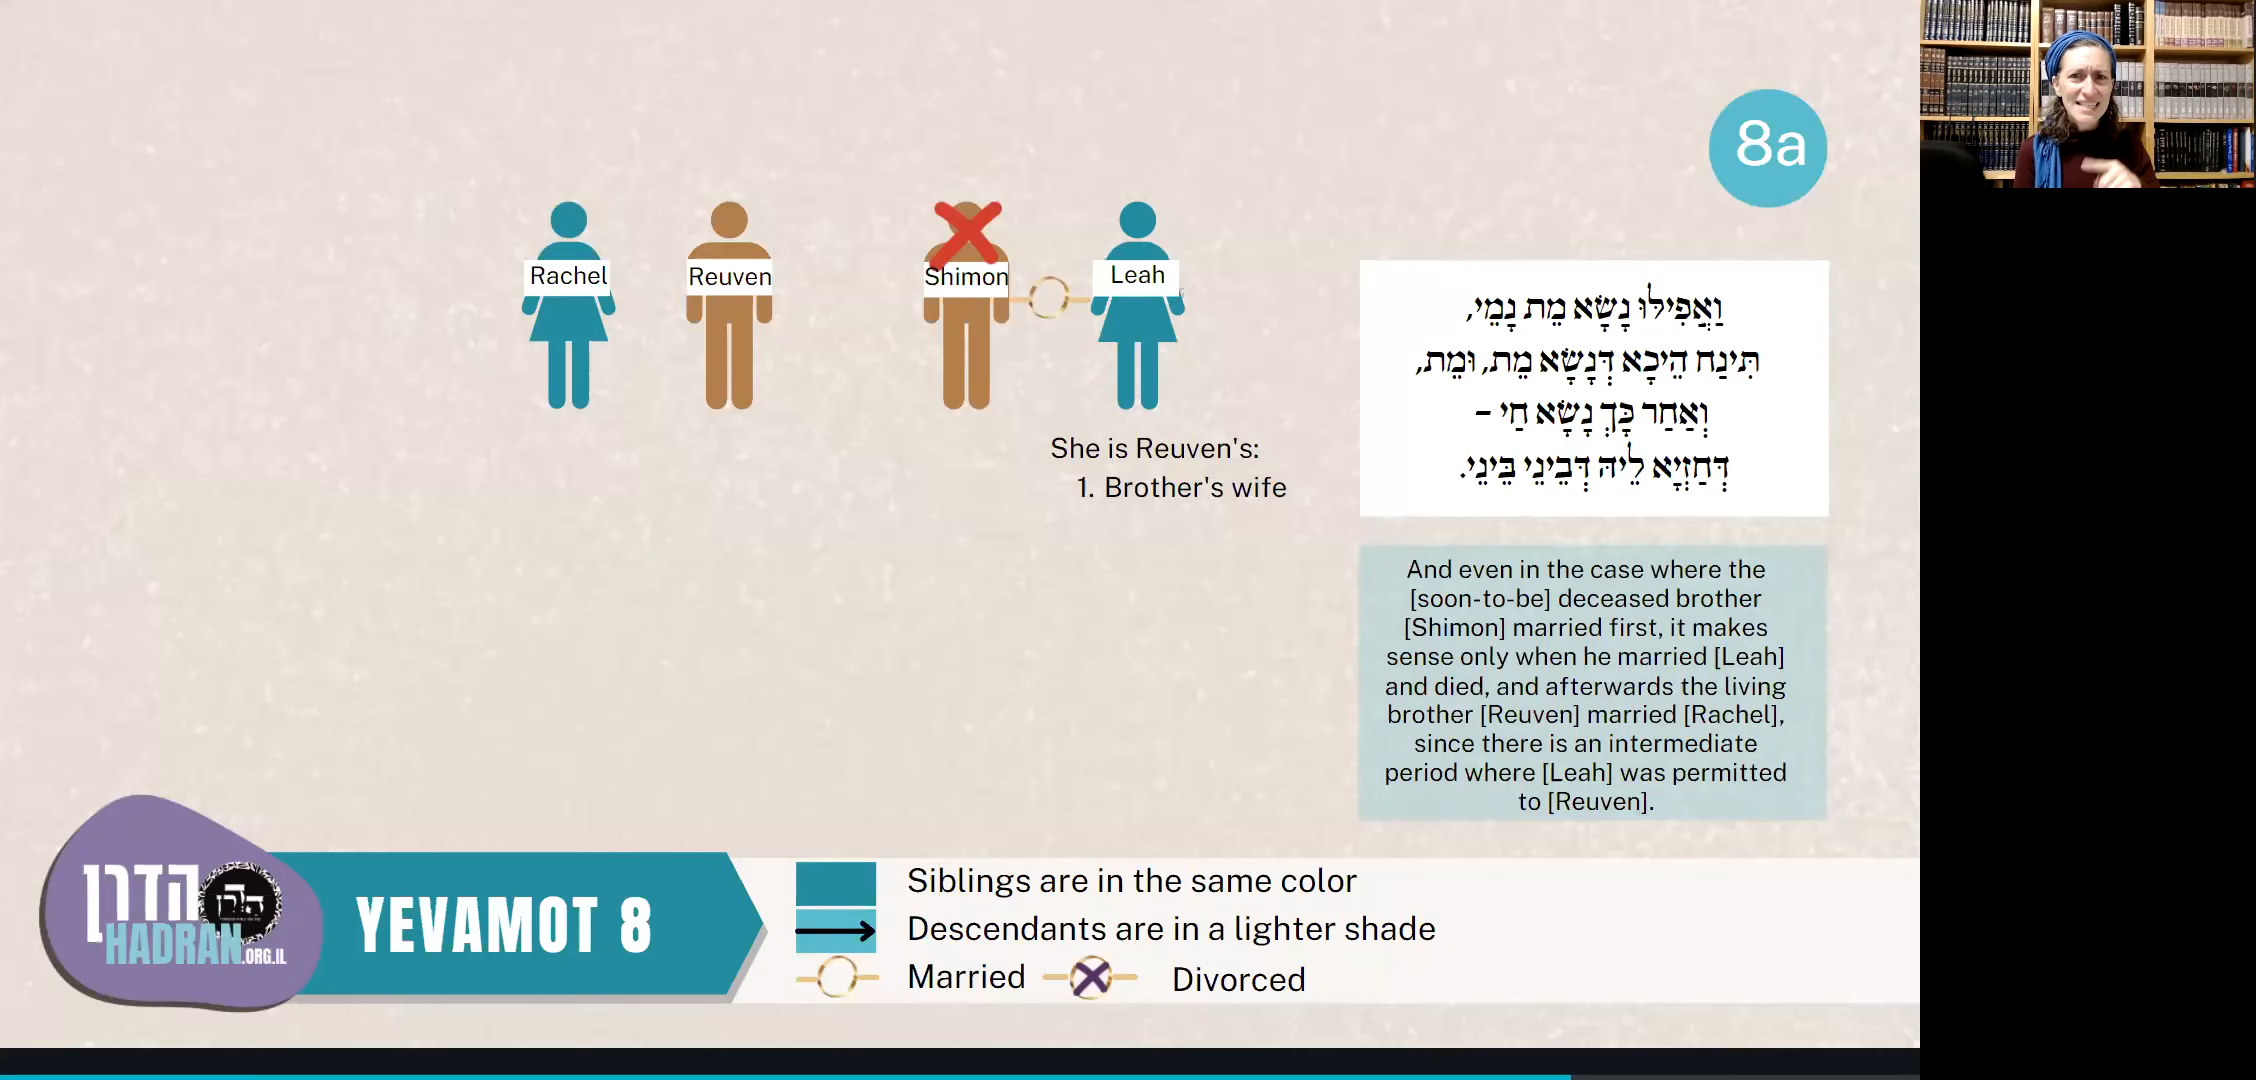 8a
Rachel
Reuven
Shimon
Leah
She is Reuven's:
1. Brother's wife
וַאֲפִילּוּ נָשָׂא מֵת נָמֵי,
תִּינַח הֵיכָא דְּנָשָׂא מֵת, וּמֵת,
וְאַחַר כָּךְ נָשָׂא חַי –
דְּחַזְיָא לֵיהּ דְּבֵינֵי בֵּינֵי.
And even in the case where the
[soon-to-be] deceased brother
[Shimon] married first, it makes
sense only when he married [Leah]
and died, and afterwards the living
brother [Reuven] married [Rachel],
since there is an intermediate
period where [Leah] was permitted
to [Reuven].
הדרן
HADRAN.ORG.IL
YEVAMOT 8
Siblings are in the same color
Descendants are in a lighter shade
Married
Divorced